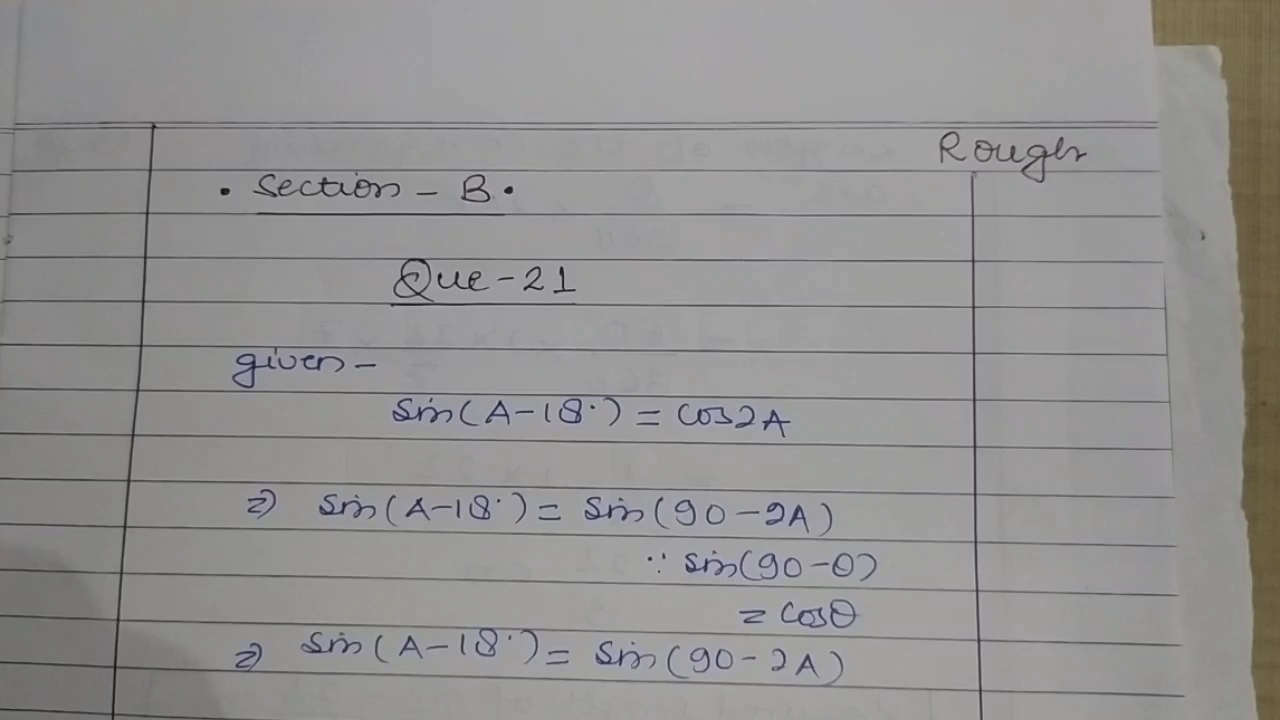 Rough
• Section - B •
Que-21
given-
Sin(A-18°) = Cos2A
⇒ Sin(A-18°) = Sin(90-2A)
∵ Sin(90-θ)
= Cosθ
⇒ Sin(A-18°) = Sin(90-2A)